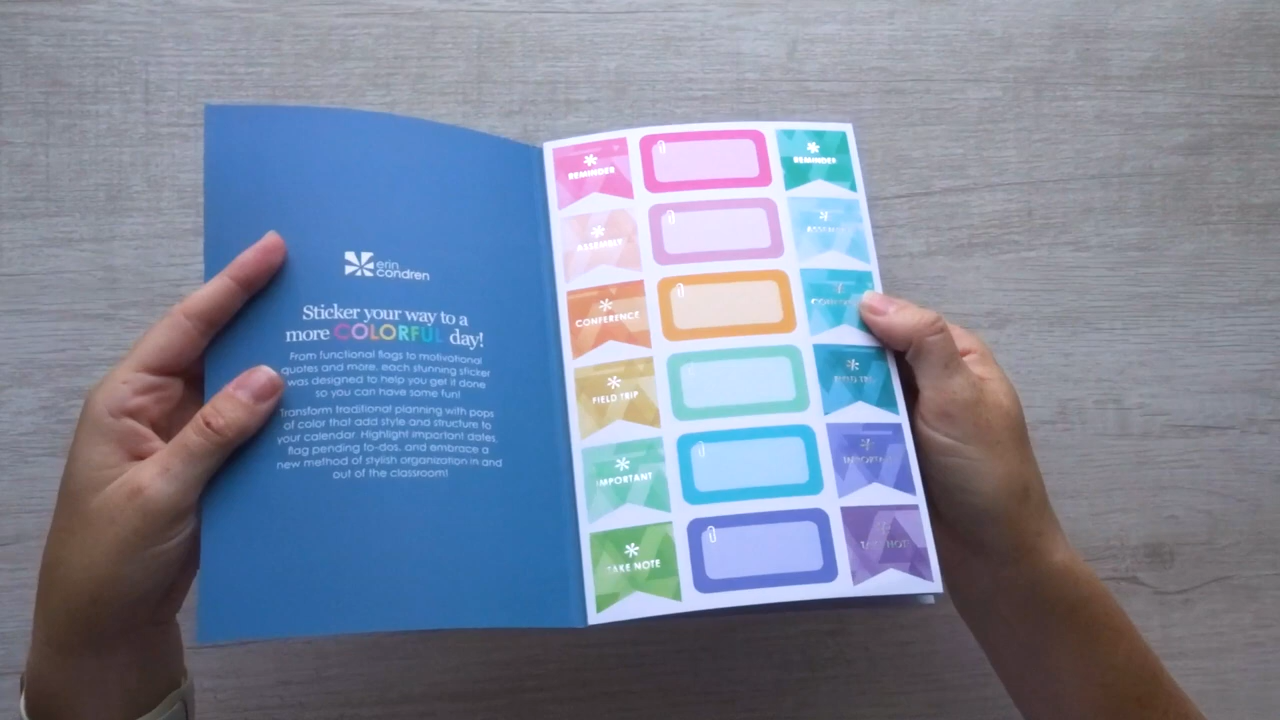 erin
condren
Sticker your way to a
more COLORFUL day!
From functional flags to motivational
quotes and more, each stunning sticker
was designed to help you get it done
so you can have some fun!
Transform traditional planning with pops
of color that add style and structure to
your calendar. Highlight important dates,
flag pending to-dos, and embrace a
new method of stylish organization in and
out of the classroom!
REMINDER
ASSEMBLY
CONFERENCE
FIELD TRIP
IMPORTANT
TAKE NOTE
REMINDER
ASSEMBLY
FIELD TRIP
IMPORTANT